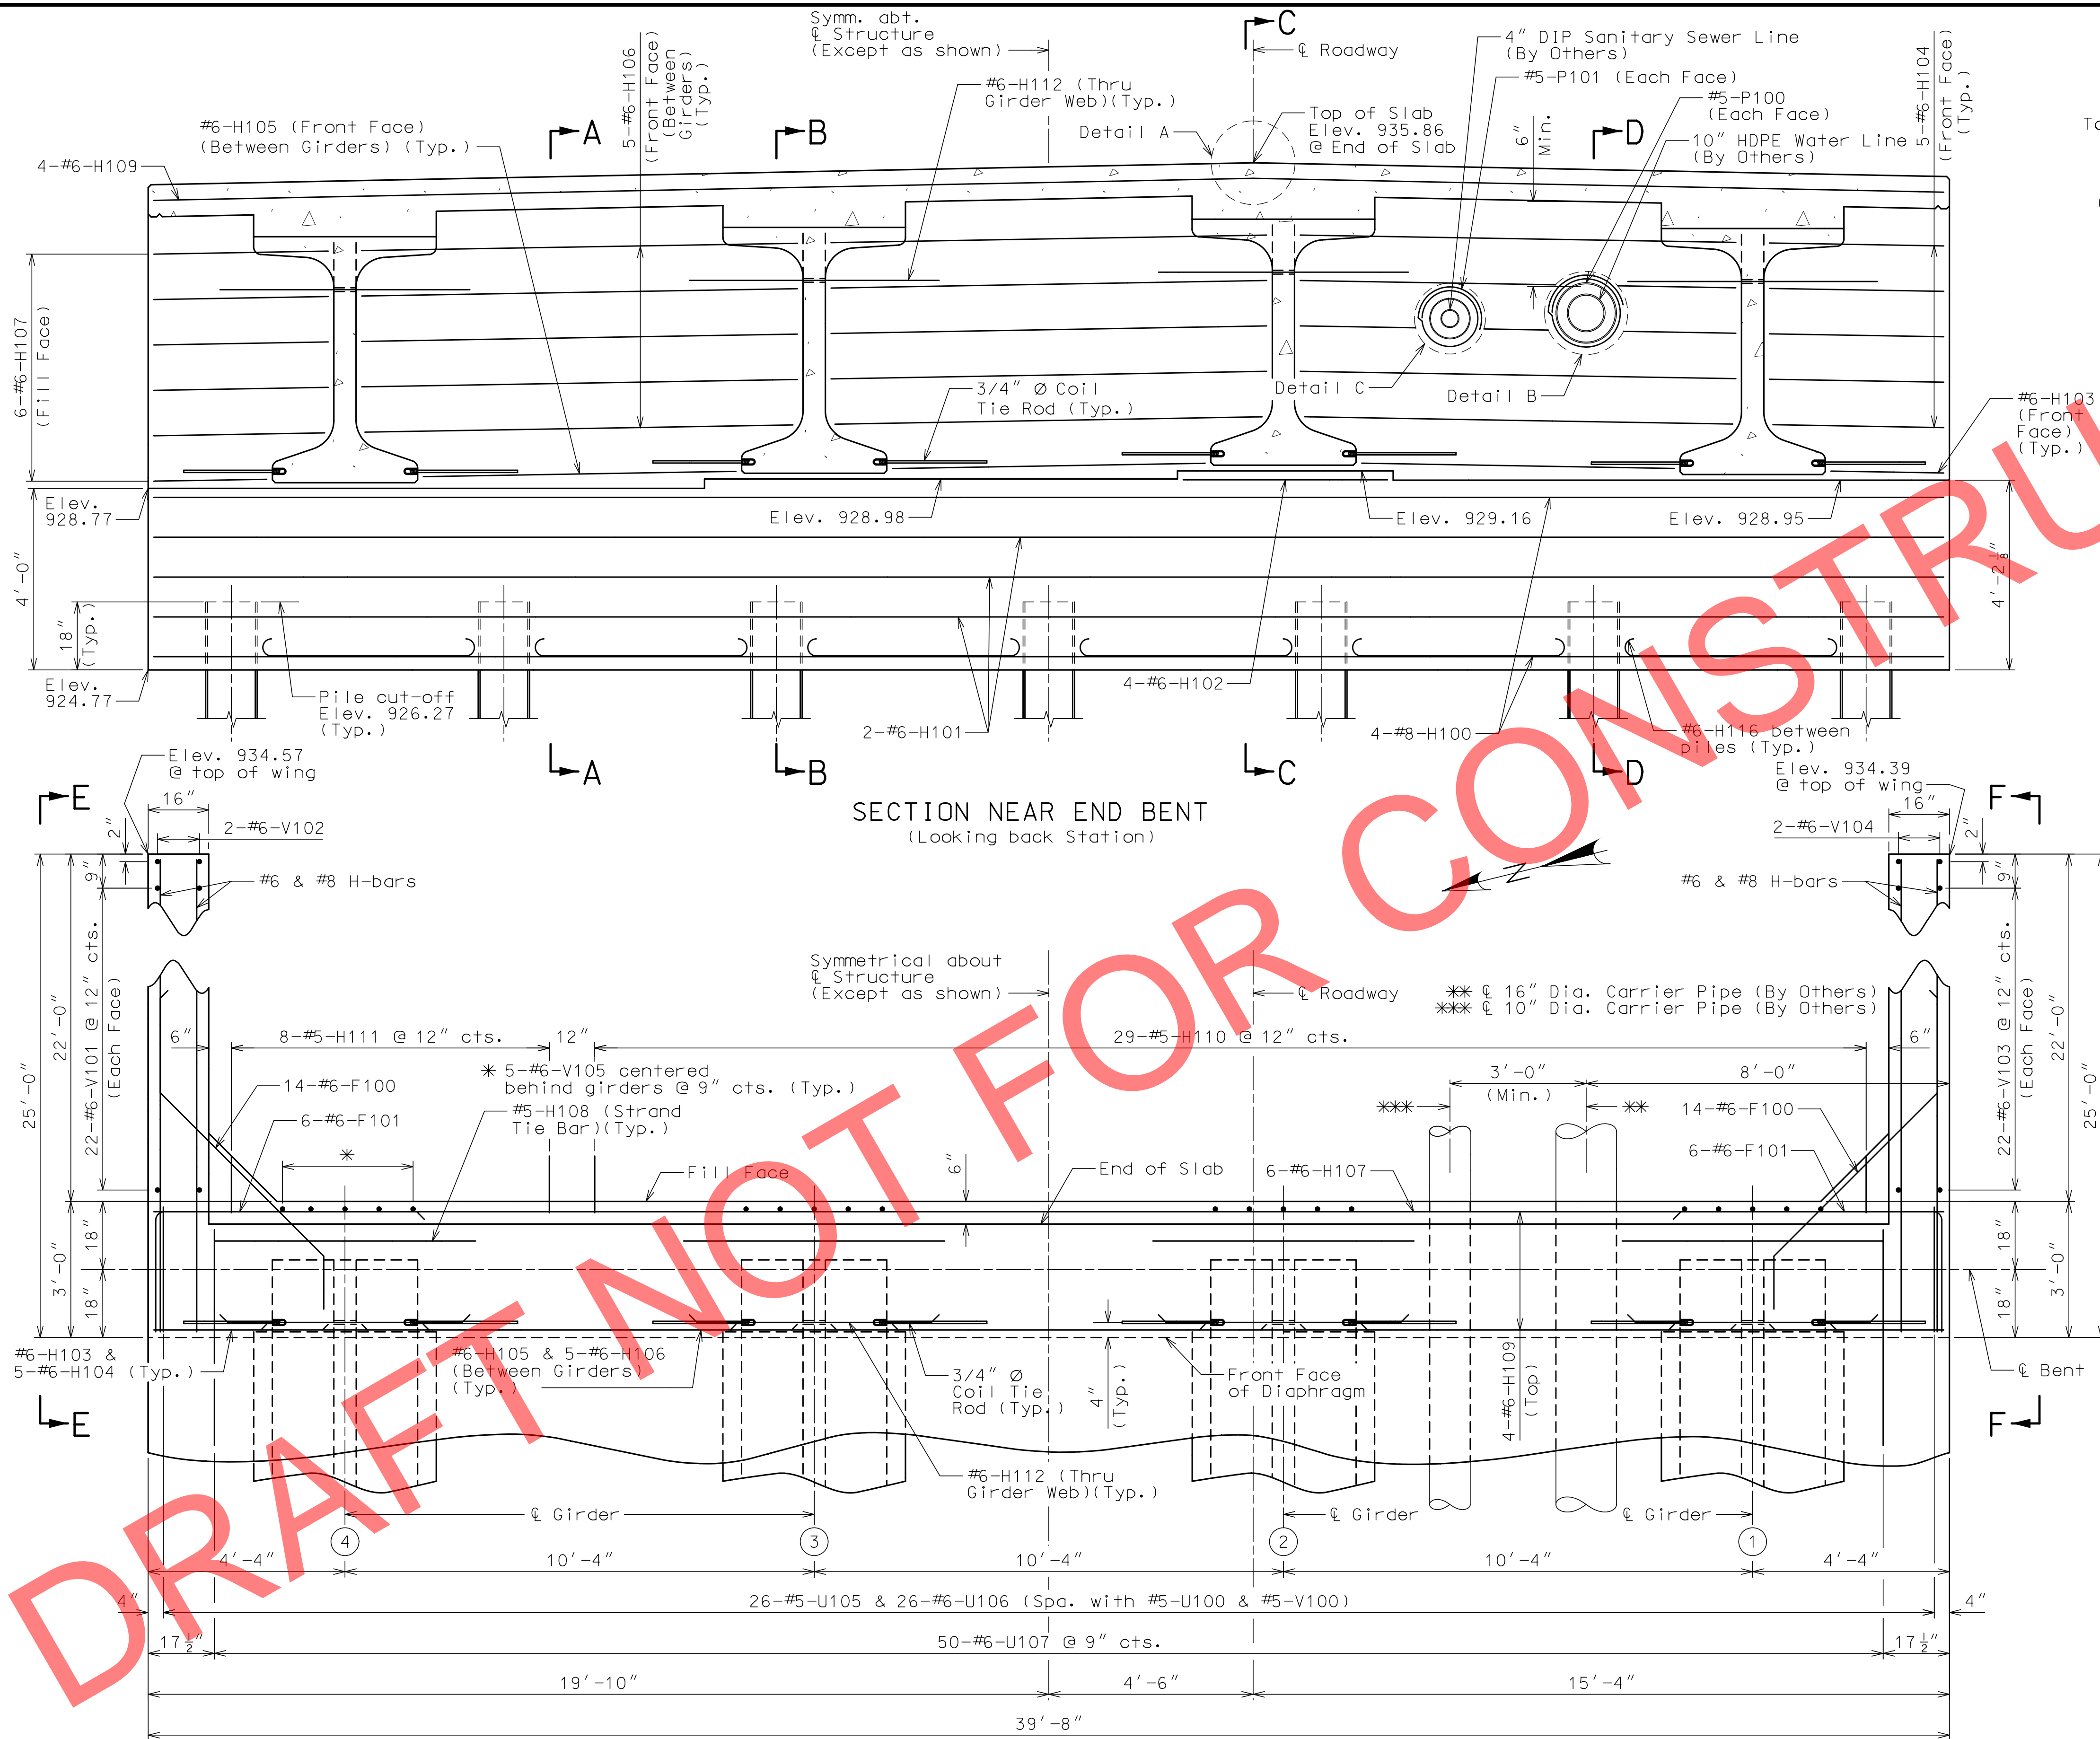 Symm. abt.
℄ Structure
(Except as shown)
C
℄ Roadway
4" DIP Sanitary Sewer Line
(By Others)
#5-P101 (Each Face)
#5-P100
(Each Face)
10" HDPE Water Line
(By Others)
5-#6-H104
(Front Face)
(Typ.)
5-#6-H106
(Front Face)
(Between
Girders)
(Typ.)
#6-H112 (Thru
Girder Web)(Typ.)
Detail A
Top of Slab
Elev. 935.86
@ End of Slab
6"
Min.
#6-H105 (Front Face)
(Between Girders) (Typ.)
A
B
D
4-#6-H109
6-#6-H107
(Fill Face)
3/4" Ø Coil
Tie Rod (Typ.)
Detail C
Detail B
#6-H103
(Front
Face)
(Typ.)
Elev.
928.77
Elev. 928.98
Elev. 929.16
Elev. 928.95
4'-0"
18"
(Typ.)
4'-2⅛"
Elev.
924.77
Pile cut-off
Elev. 926.27
(Typ.)
4-#6-H102
2-#6-H101
4-#8-H100
#6-H116 between
piles (Typ.)
A
B
C
D
SECTION NEAR END BENT
(Looking back Station)
Elev. 934.57
@ top of wing
E
16"
2"
2-#6-V102
9"
#6 & #8 H-bars
Elev. 934.39
@ top of wing
F
16"
2-#6-V104
2"
9"
#6 & #8 H-bars
N
25'-0"
22'-0"
22-#6-V101 @ 12" cts.
(Each Face)
22-#6-V103 @ 12" cts.
(Each Face)
22'-0"
25'-0"
Symmetrical about
℄ Structure
(Except as shown)
℄ Roadway
** ℄ 16" Dia. Carrier Pipe (By Others)
*** ℄ 10" Dia. Carrier Pipe (By Others)
6"
8-#5-H111 @ 12" cts.
12"
29-#5-H110 @ 12" cts.
6"
* 5-#6-V105 centered
behind girders @ 9" cts. (Typ.)
3'-0"
(Min.)
8'-0"
14-#6-F100
#5-H108 (Strand
Tie Bar)(Typ.)
***
**
14-#6-F100
6-#6-F101
*
6-#6-F101
Fill Face
6"
End of Slab
6-#6-H107
3'-0"
18"
18"
18"
18"
3'-0"
#6-H103 &
5-#6-H104 (Typ.)
#6-H105 & 5-#6-H106
(Between Girders)
(Typ.)
3/4" Ø
Coil Tie
Rod (Typ.)
4"
(Typ.)
Front Face
of Diaphragm
4-#6-H109
(Top)
℄ Bent
E
F
#6-H112 (Thru
Girder Web)(Typ.)
℄ Girder
℄ Girder
℄ Girder
4
3
2
1
4'-4"
10'-4"
10'-4"
10'-4"
4'-4"
4"
26-#5-U105 & 26-#6-U106 (Spa. with #5-U100 & #5-V100)
4"
17½"
50-#6-U107 @ 9" cts.
17½"
19'-10"
4'-6"
15'-4"
39'-8"
DRAFT NOT FOR CONSTRU